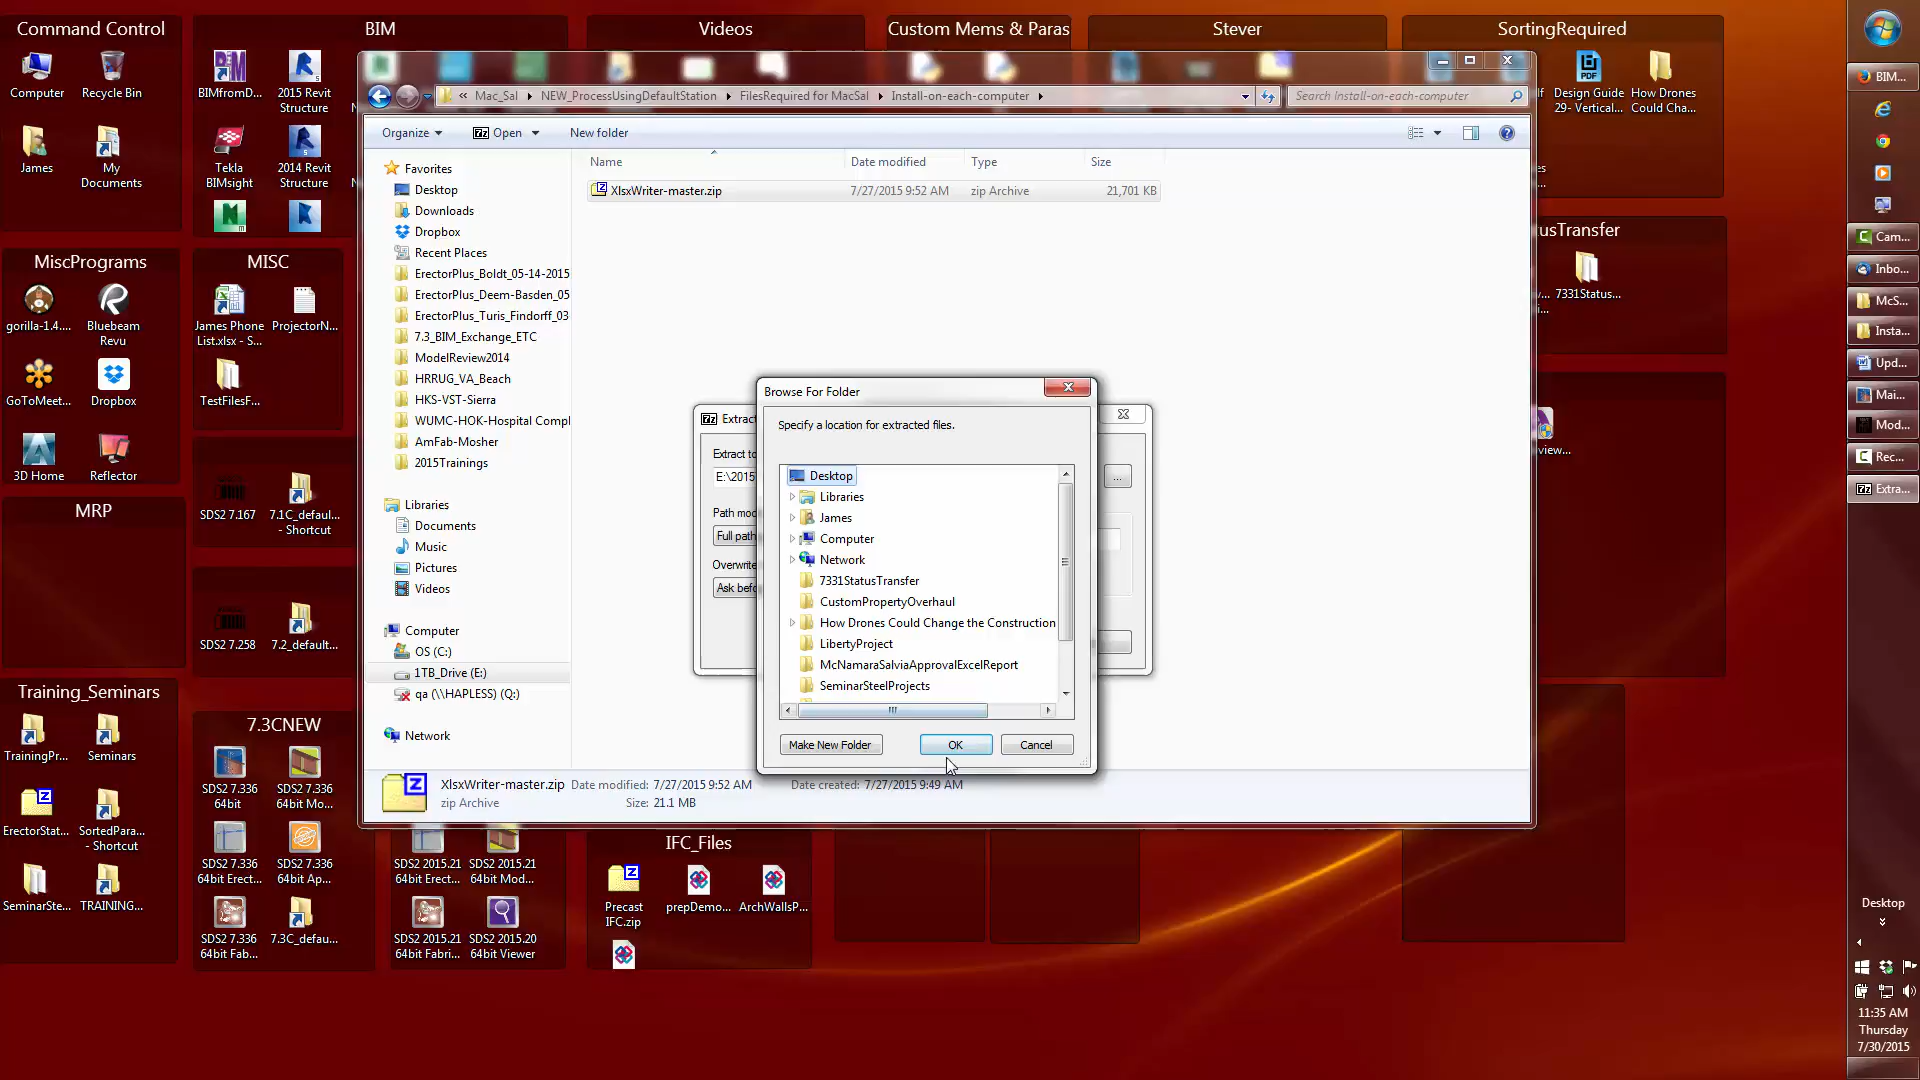 Command Control
BIM
Videos
Custom Mems & Paras
Stever
SortingRequired
Computer
Recycle Bin
BIMfromD...
2015 Revit
Structure
Design Guide
29- Vertical...
How Drones
Could Cha...
BIM...
James
My
Documents
Tekla
BIMsight
2014 Revit
Structure
« Mac_Sal
NEW_ProcessUsingDefaultStation
FilesRequired for MacSal
Install-on-each-computer
Search Install-on-each-computer
Organize
Open
New folder
Name
Date modified
Type
Size
XlsxWriter-master.zip
7/27/2015 9:52 AM
zip Archive
21,701 KB
Favorites
Desktop
Downloads
Dropbox
Recent Places
ErectorPlus_Boldt_05-14-2015
ErectorPlus_Deem-Basden_05
ErectorPlus_Turis_Findorff_03
7.3_BIM_Exchange_ETC
ModelReview2014
HRRUG_VA_Beach
HKS-VST-Sierra
WUMC-HOK-Hospital Compl
AmFab-Mosher
2015Trainings
Libraries
Documents
Music
Pictures
Videos
Computer
OS (C:)
1TB_Drive (E:)
qa (\\HAPLESS) (Q:)
Network
XlsxWriter-master.zip
Date modified: 7/27/2015 9:52 AM
Date created: 7/27/2015 9:49 AM
zip Archive
Size: 21.1 MB
Extract
Extract to
E:\2015
...
Path mod
Full path
Overwrite
Ask befo
Browse For Folder
Specify a location for extracted files.
Desktop
Libraries
James
Computer
Network
7331StatusTransfer
CustomPropertyOverhaul
How Drones Could Change the Construction
LibertyProject
McNamaraSalviaApprovalExcelReport
SeminarSteelProjects
Make New Folder
OK
Cancel
MiscPrograms
MISC
gorilla-1.4....
Bluebeam
Revu
James Phone
List.xlsx - S...
ProjectorN...
GoToMeet...
Dropbox
TestFilesF...
3D Home
Reflector
MRP
SDS2 7.167
7.1C_defaul...
- Shortcut
SDS2 7.258
7.2_default...
Training_Seminars
TrainingPr...
Seminars
ErectorStat...
SortedPara...
- Shortcut
SeminarSte...
TRAINING...
7.3CNEW
SDS2 7.336
64bit
SDS2 7.336
64bit Mo...
SDS2 7.336
64bit Erect...
SDS2 7.336
64bit Ap...
SDS2 7.336
64bit Fab...
7.3C_defau...
SDS2 2015.21
64bit Erect...
SDS2 2015.21
64bit Mod...
SDS2 2015.21
64bit Fabri...
SDS2 2015.20
64bit Viewer
IFC_Files
Precast
IFC.zip
prepDemo...
ArchWallsP...
tusTransfer
7331Status...
view...
Cam...
Inbo...
McS...
Insta...
Upd...
Mai...
Mod...
Rec...
Extra...
Desktop
11:35 AM
Thursday
7/30/2015